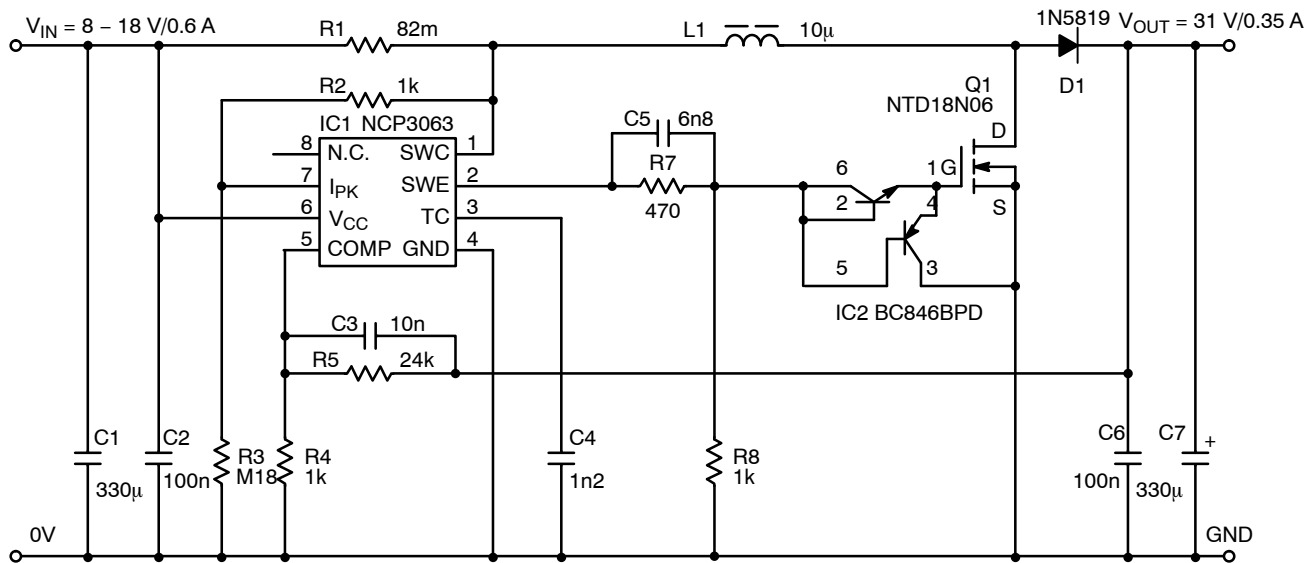 V_IN = 8 – 18 V/0.6 A
R1 82m
L1 10μ
1N5819
V_OUT = 31 V/0.35 A
D1
R2 1k
Q1
NTD18N06
IC1 NCP3063
8 N.C. SWC 1
7 I_PK SWE 2
6 V_CC TC 3
5 COMP GND 4
C5 6n8
R7
470
D
G
S
6
1
2
4
5
3
IC2 BC846BPD
C3 10n
R5 24k
C1
330μ
C2
100n
R3
M18
R4
1k
C4
1n2
R8
1k
C6
100n
C7
+
330μ
0V
GND